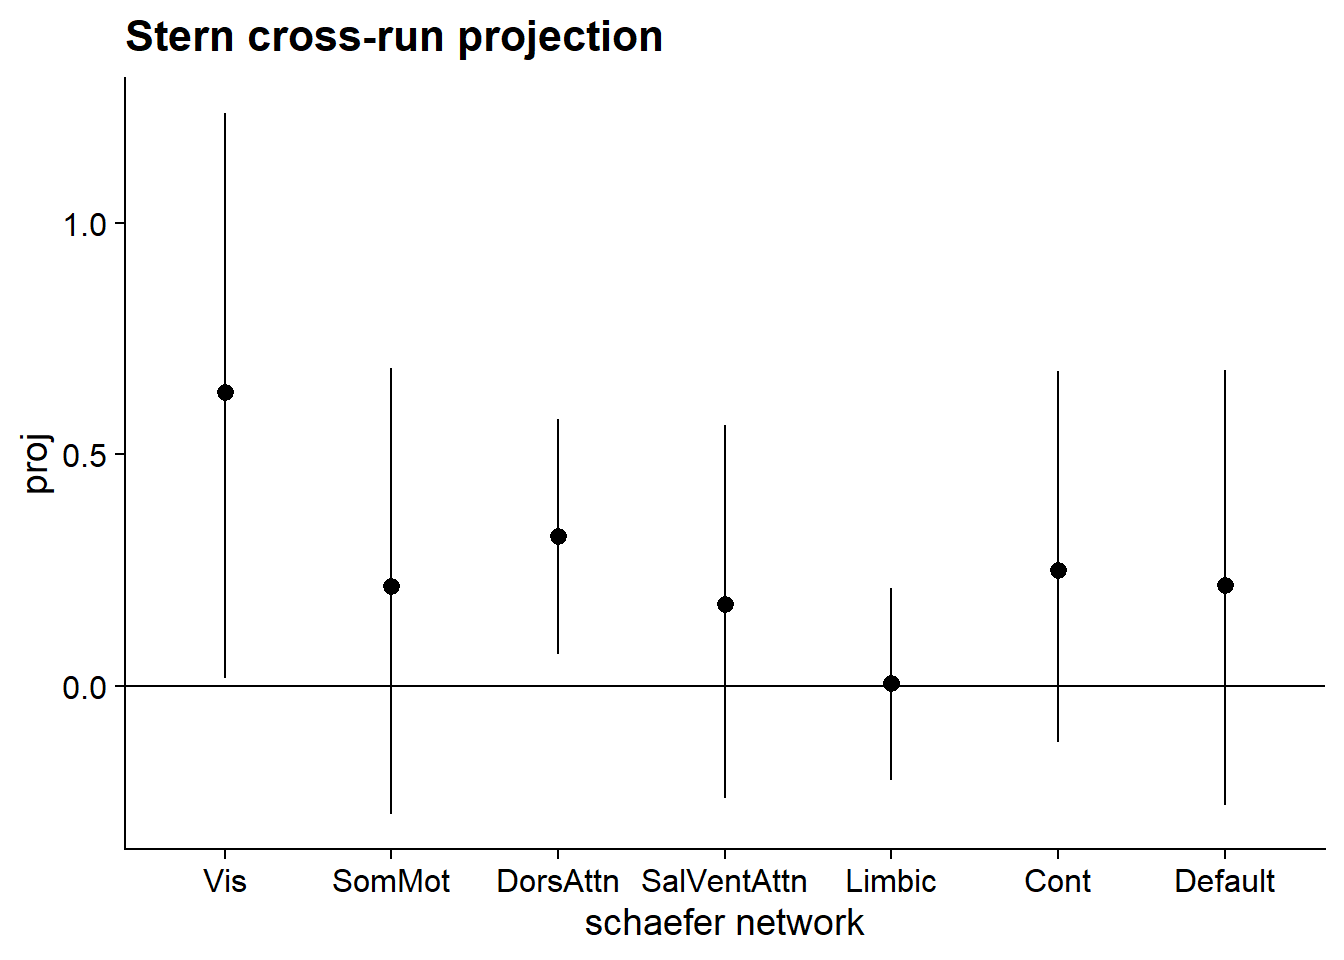 Stern cross-run projection
proj
1.0
0.5
0.0
Vis SomMot DorsAttn SalVentAttn Limbic Cont Default
schaefer network